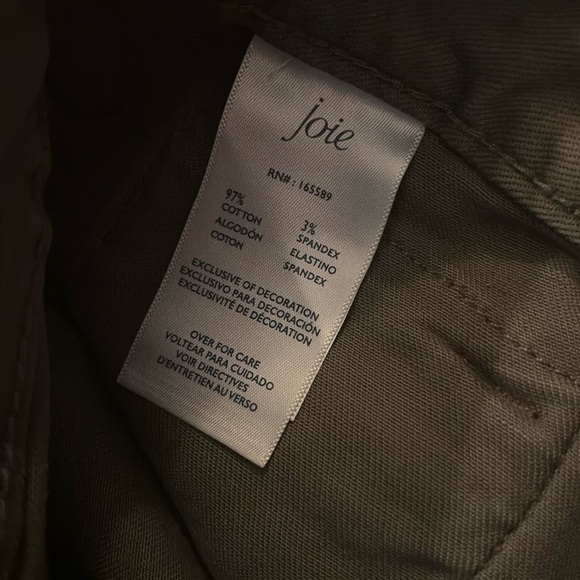 joie
RN#: 165589
97%
COTTON
ALGODÓN
COTON
3%
SPANDEX
ELASTINO
SPANDEX
EXCLUSIVE OF DECORATION
EXCLUSIVO PARA DECORACIÓN
EXCLUSIVITÉ DE DÉCORATION
OVER FOR CARE
VOLTEAR PARA CUIDADO
VOIR DIRECTIVES
D'ENTRETIEN AU VERSO